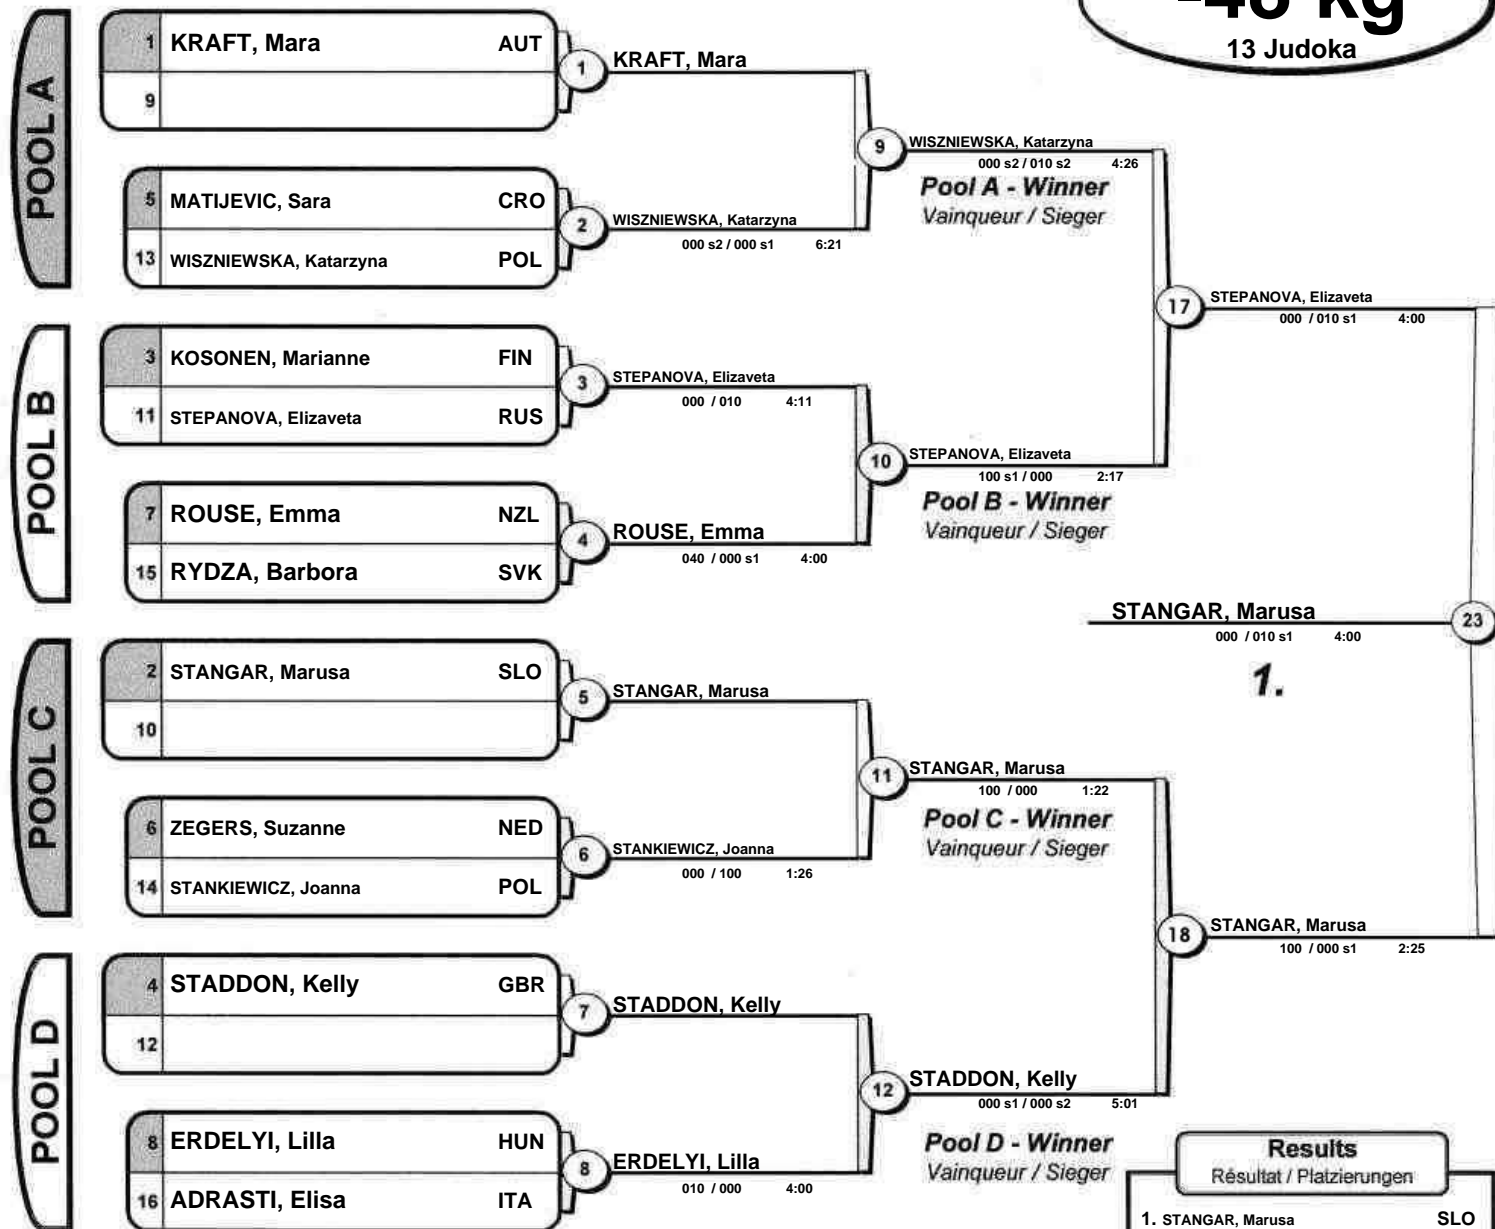 -48 kg
13 Judoka
POOL A
1 KRAFT, Mara AUT
9
1
KRAFT, Mara
5 MATIJEVIC, Sara CRO
13 WISZNIEWSKA, Katarzyna POL
2
WISZNIEWSKA, Katarzyna
000 s2 / 000 s1 6:21
9
WISZNIEWSKA, Katarzyna
000 s2 / 010 s2 4:26
Pool A - Winner
Vainqueur / Sieger
POOL B
3 KOSONEN, Marianne FIN
11 STEPANOVA, Elizaveta RUS
3
STEPANOVA, Elizaveta
000 / 010 4:11
7 ROUSE, Emma NZL
15 RYDZA, Barbora SVK
4
ROUSE, Emma
040 / 000 s1 4:00
10
STEPANOVA, Elizaveta
100 s1 / 000 2:17
Pool B - Winner
Vainqueur / Sieger
17
STEPANOVA, Elizaveta
000 / 010 s1 4:00
POOL C
2 STANGAR, Marusa SLO
10
5
STANGAR, Marusa
6 ZEGERS, Suzanne NED
14 STANKIEWICZ, Joanna POL
6
STANKIEWICZ, Joanna
000 / 100 1:26
11
STANGAR, Marusa
100 / 000 1:22
Pool C - Winner
Vainqueur / Sieger
POOL D
4 STADDON, Kelly GBR
12
7
STADDON, Kelly
8 ERDELYI, Lilla HUN
16 ADRASTI, Elisa ITA
8
ERDELYI, Lilla
010 / 000 4:00
12
STADDON, Kelly
000 s1 / 000 s2 5:01
Pool D - Winner
Vainqueur / Sieger
18
STANGAR, Marusa
100 / 000 s1 2:25
23
STANGAR, Marusa
000 / 010 s1 4:00
1.
Results
Résultat / Platzierungen
1. STANGAR, Marusa SLO